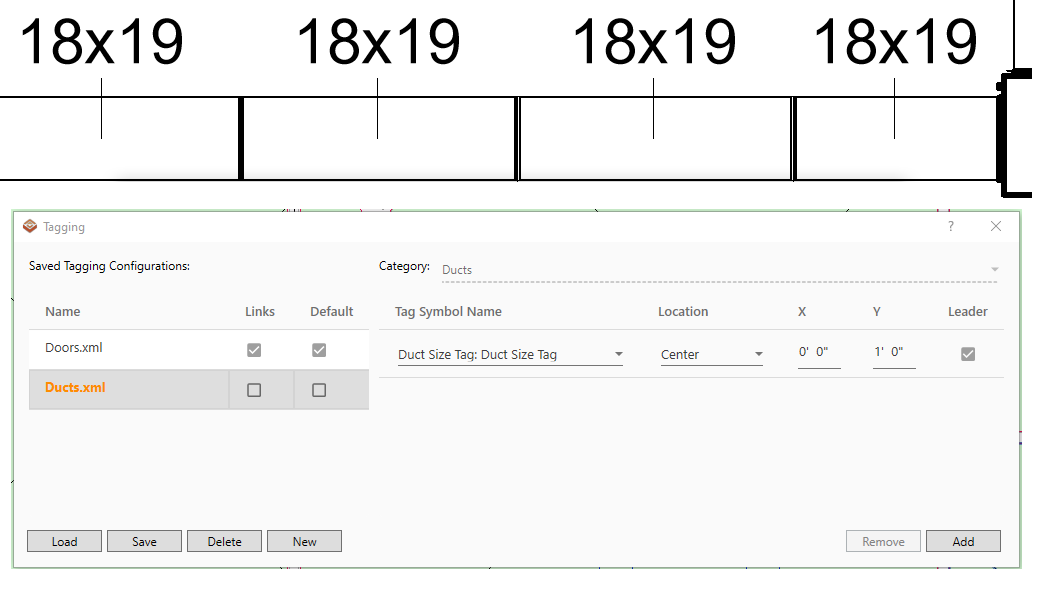 18x19 18x19 18x19 18x19
Tagging ?
Saved Tagging Configurations: Category: Ducts
Name Links Default Tag Symbol Name Location X Y Leader
Doors.xml Duct Size Tag: Duct Size Tag Center 0' 0" 1' 0"
Ducts.xml
Load Save Delete New Remove Add